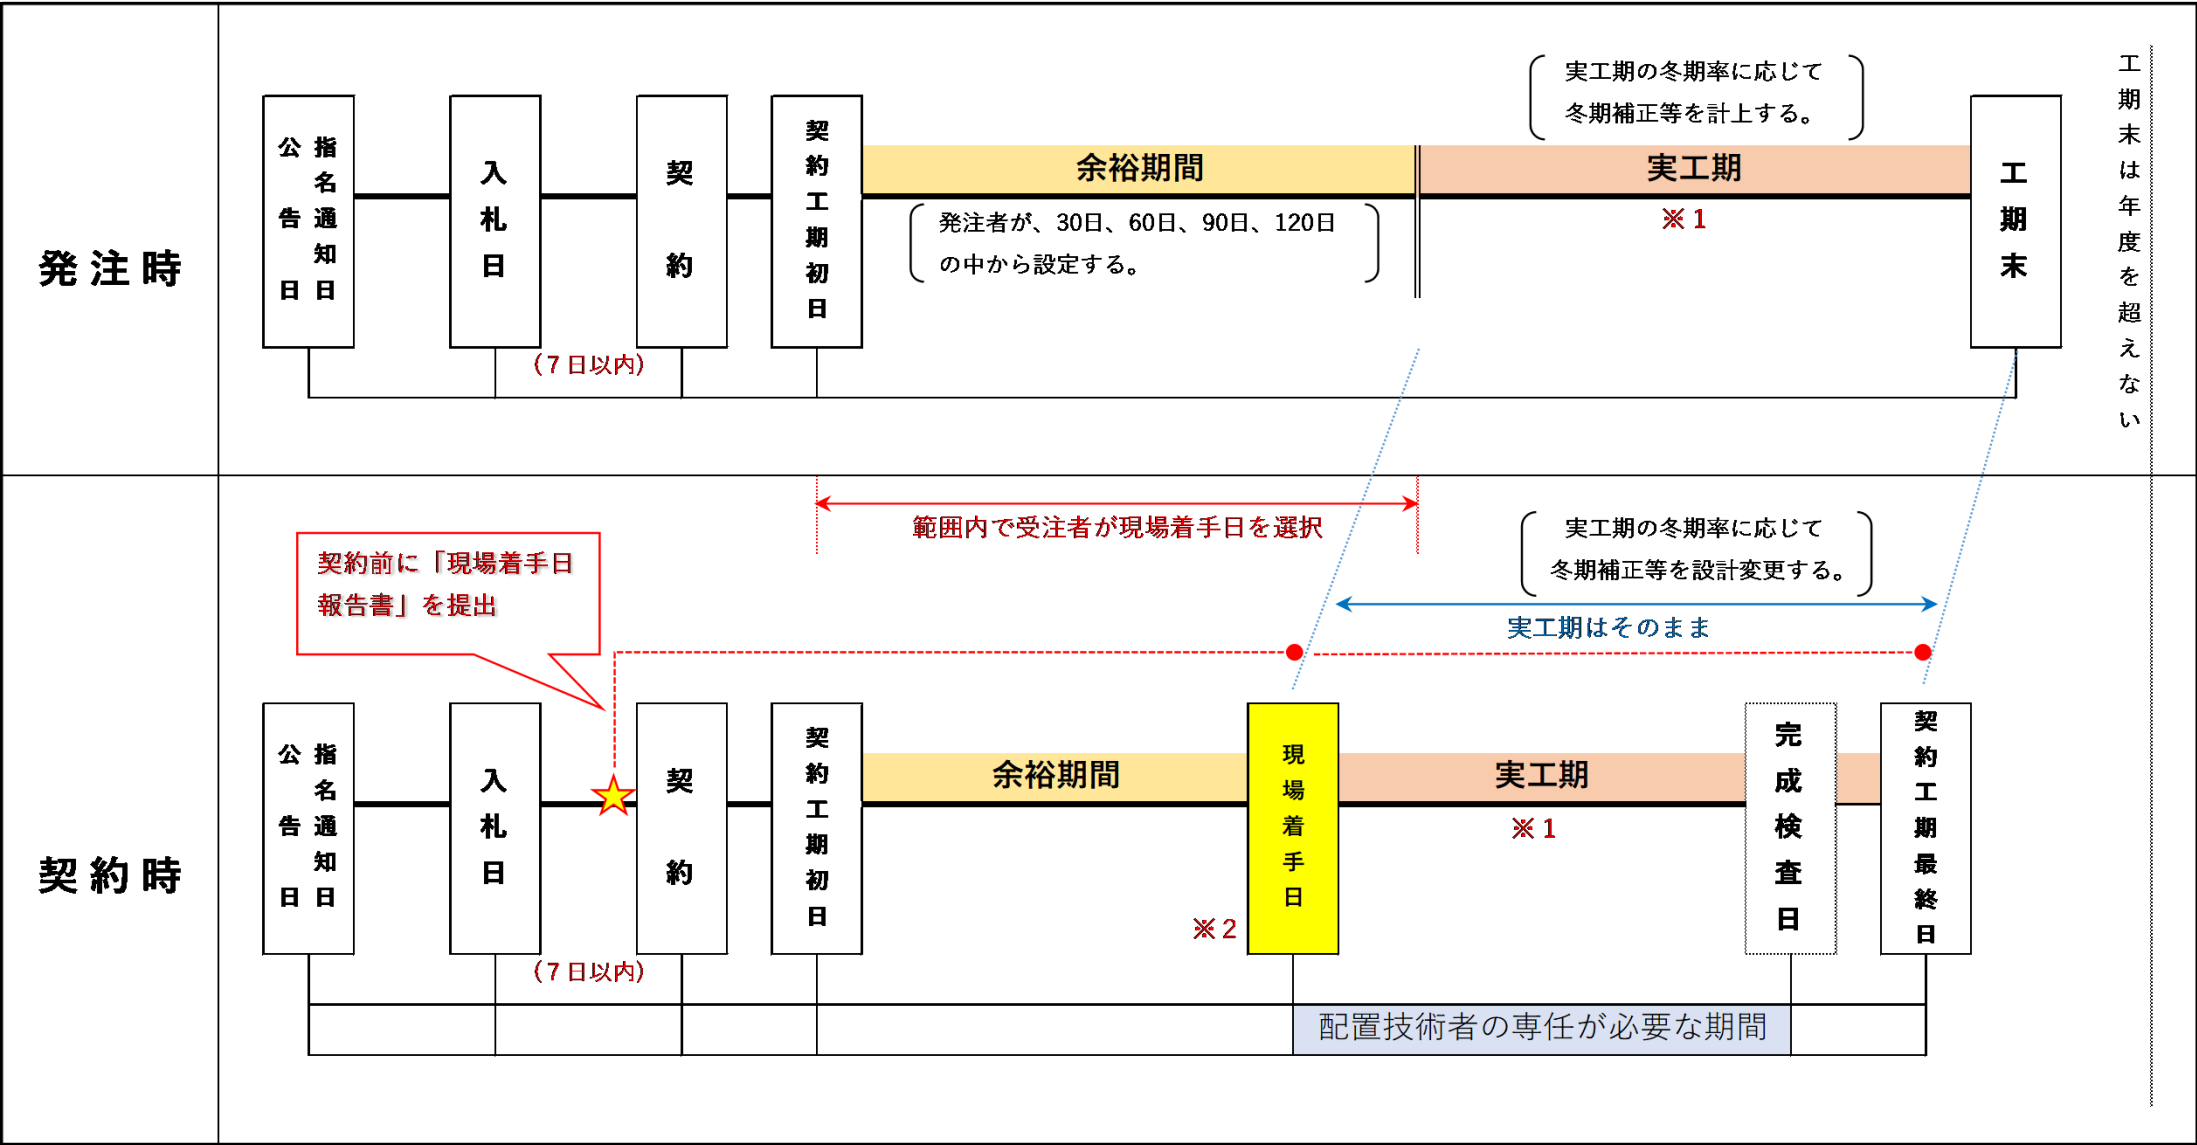 発注時
指名通知日
公告日
入札日
契約
契約工期初日
余裕期間
実工期
工期末
実工期の冬期率に応じて
冬期補正等を計上する。
発注者が、30日、60日、90日、120日
の中から設定する。
※1
(7日以内)
工期末は年度を超えない
契約時
範囲内で受注者が現場着手日を選択
実工期の冬期率に応じて
冬期補正等を設計変更する。
実工期はそのまま
契約前に「現場着手日
報告書」を提出
指名通知日
公告日
入札日
契約
契約工期初日
余裕期間
現場着手日
実工期
完成検査日
契約工期最終日
※1
※2
(7日以内)
配置技術者の専任が必要な期間